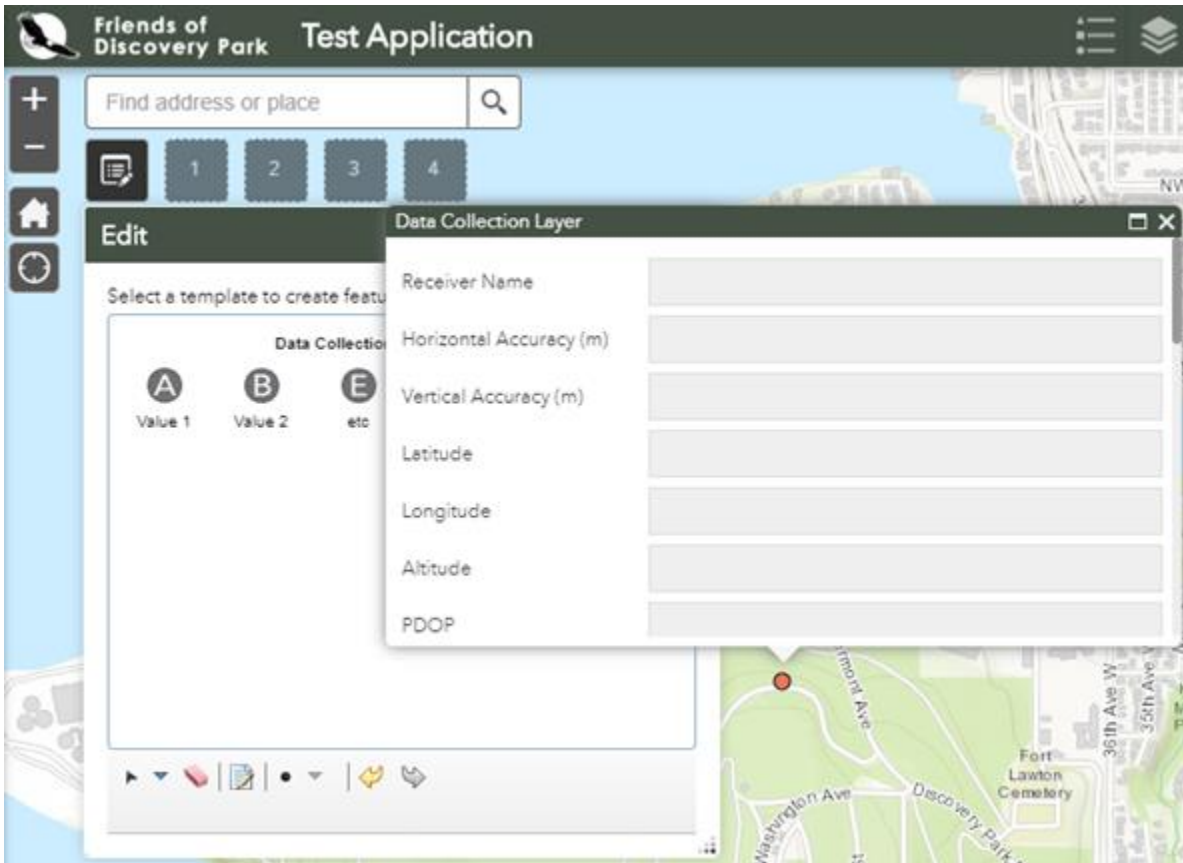 Friends of
Discovery Park
Test Application
+
−
Find address or place
1 2 3 4
NW
Edit
Data Collection Layer
Select a template to create featu
Data Collectio
A B E
Value 1 Value 2 etc
Receiver Name
Horizontal Accuracy (m)
Vertical Accuracy (m)
Latitude
Longitude
Altitude
PDOP
rmont Ave
36th Ave W
35th Ave W
Fort
Lawton
Cemetery
Washington Ave
Discovery Park